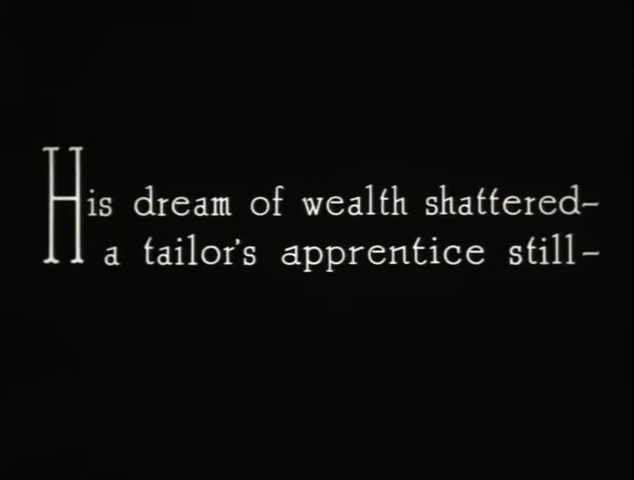 His dream of wealth shattered–
a tailor's apprentice still–